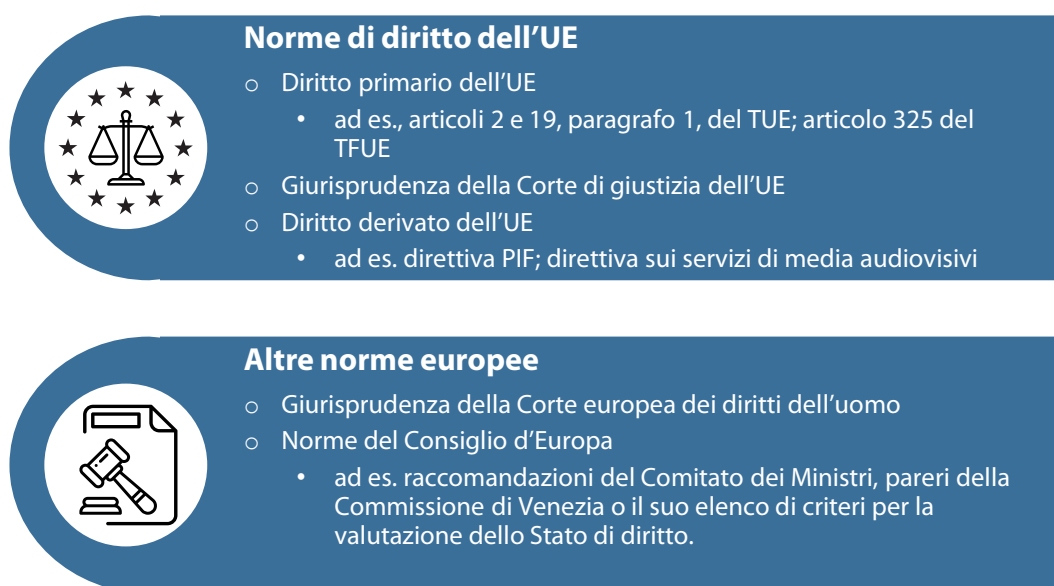 Norme di diritto dell’UE
o Diritto primario dell’UE
• ad es., articoli 2 e 19, paragrafo 1, del TUE; articolo 325 del
TFUE
o Giurisprudenza della Corte di giustizia dell’UE
o Diritto derivato dell’UE
• ad es. direttiva PIF; direttiva sui servizi di media audiovisivi
Altre norme europee
o Giurisprudenza della Corte europea dei diritti dell’uomo
o Norme del Consiglio d’Europa
• ad es. raccomandazioni del Comitato dei Ministri, pareri della
Commissione di Venezia o il suo elenco di criteri per la
valutazione dello Stato di diritto.